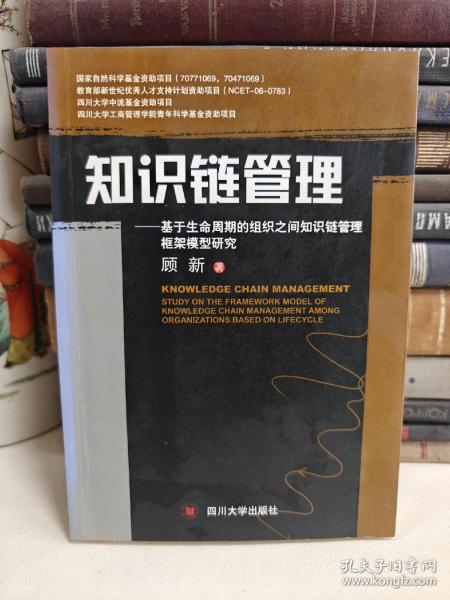 国家自然科学基金资助项目（70771069，70471069）
教育部新世纪优秀人才支持计划资助项目（NCET-06-0783）
四川大学中流基金资助项目
四川大学工商管理学院青年科学基金资助项目
知识链管理
——基于生命周期的组织之间知识链管理
框架模型研究
顾新 著
KNOWLEDGE CHAIN MANAGEMENT
STUDY ON THE FRAMEWORK MODEL OF
KNOWLEDGE CHAIN MANAGEMENT AMONG
ORGANIZATIONS BASED ON LIFECYCLE
四川大学出版社
孔夫子旧书网
www.kongfz.com